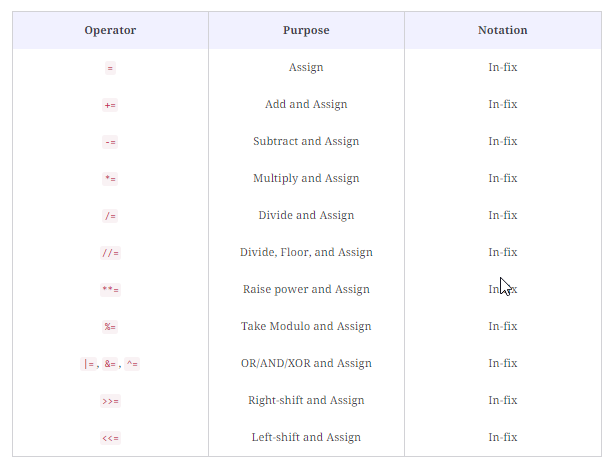 Operator Purpose Notation
= Assign In-fix
+= Add and Assign In-fix
-= Subtract and Assign In-fix
*= Multiply and Assign In-fix
/= Divide and Assign In-fix
//= Divide, Floor, and Assign In-fix
**= Raise power and Assign In-fix
%= Take Modulo and Assign In-fix
|=, &=, ^= OR/AND/XOR and Assign In-fix
>>= Right-shift and Assign In-fix
<<= Left-shift and Assign In-fix